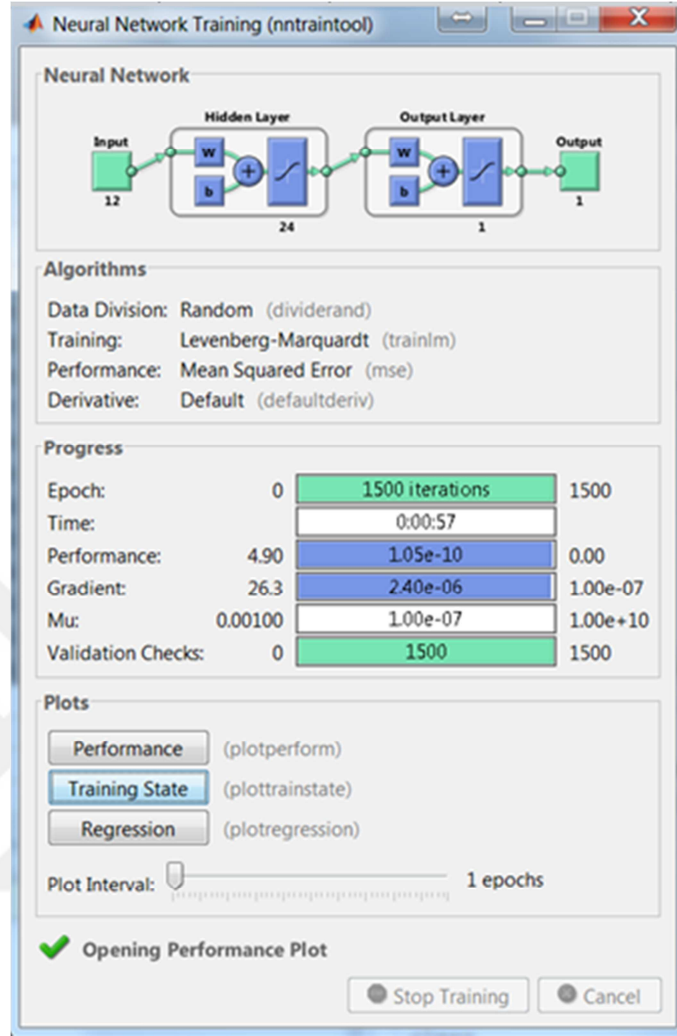 Neural Network Training (nntraintool)
Neural Network
Hidden Layer
Output Layer
Input
Output
W
W
b
b
12
24
1
1
Algorithms
Data Division: Random (dividerand)
Training: Levenberg-Marquardt (trainlm)
Performance: Mean Squared Error (mse)
Derivative: Default (defaultderiv)
Progress
Epoch: 0 1500 iterations 1500
Time: 0:00:57
Performance: 4.90 1.05e-10 0.00
Gradient: 26.3 2.40e-06 1.00e-07
Mu: 0.00100 1.00e-07 1.00e+10
Validation Checks: 0 1500 1500
Plots
Performance (plotperform)
Training State (plottrainstate)
Regression (plotregression)
Plot Interval: 1 epochs
Opening Performance Plot
Stop Training Cancel